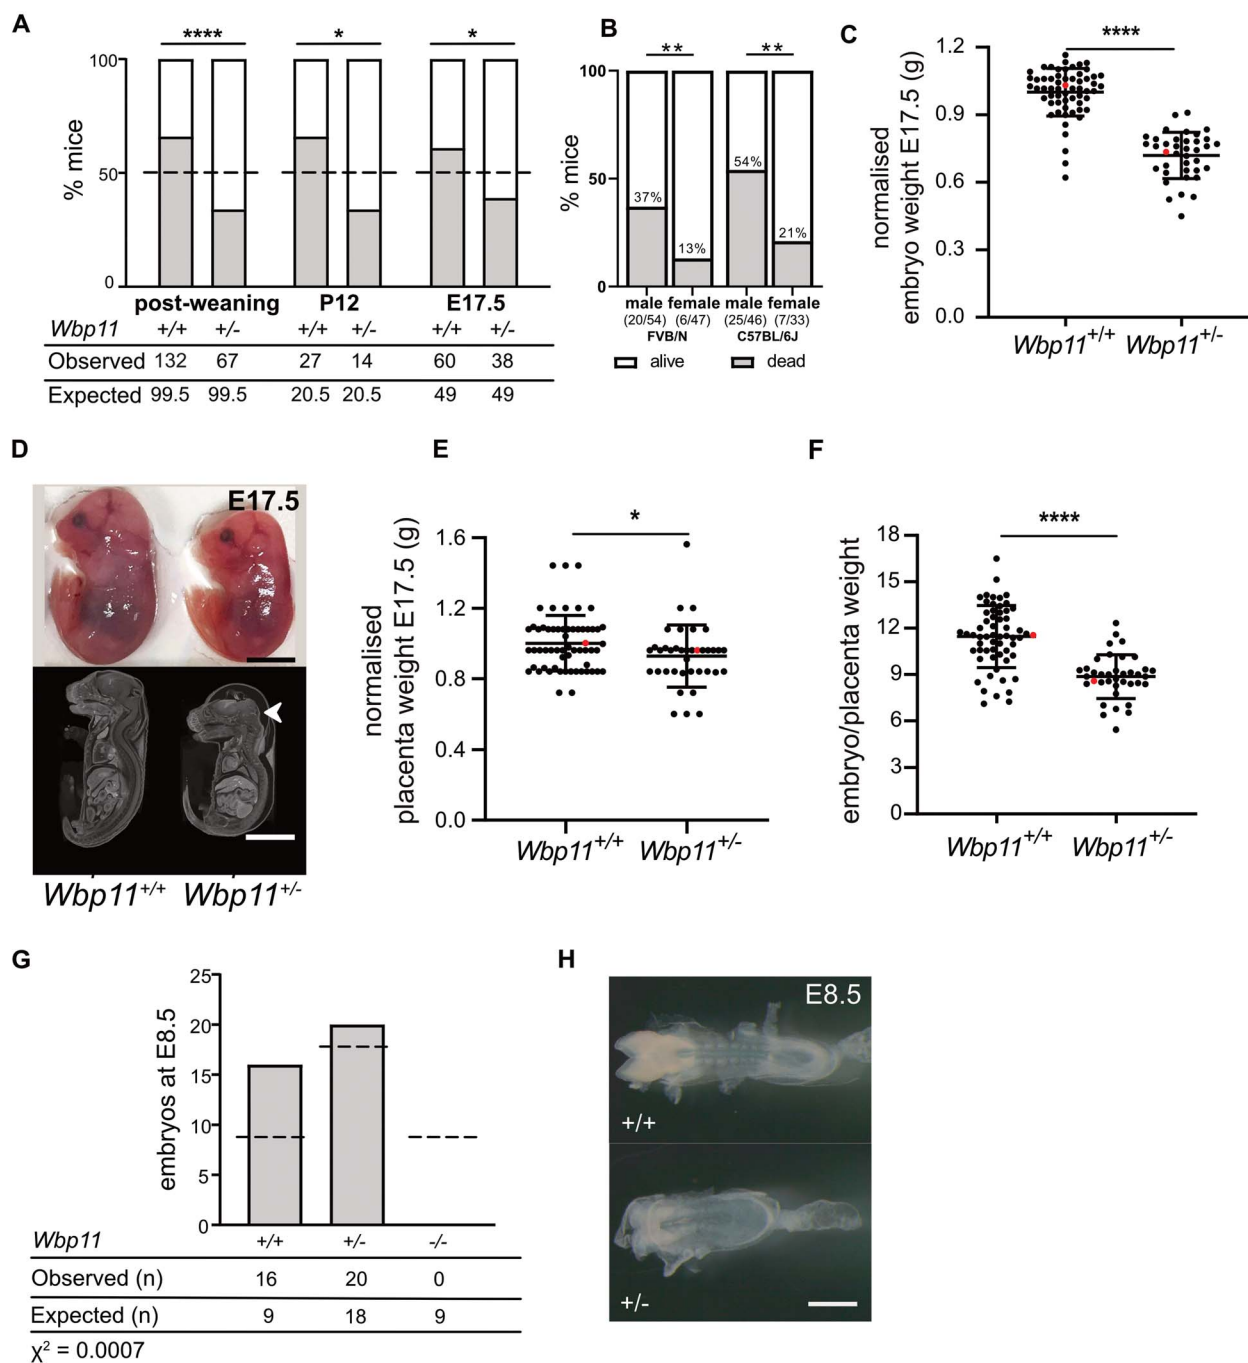 A
**** * *
100
50
0
% mice
post-weaning P12 E17.5
Wbp11 +/+ +/- +/+ +/- +/+ +/-
Observed 132 67 27 14 60 38
Expected 99.5 99.5 20.5 20.5 49 49
B
** **
100
50
0
% mice
37% 13% 54% 21%
male female male female
(20/54) (6/47) (25/46) (7/33)
FVB/N C57BL/6J
alive dead
C
****
1.2
0.9
0.6
0.3
0.0
normalised
embryo weight E17.5 (g)
Wbp11+/+ Wbp11+/-
D
E17.5
Wbp11+/+ Wbp11+/-
E
*
1.6
1.2
0.8
0.4
0.0
normalised
placenta weight E17.5 (g)
Wbp11+/+ Wbp11+/-
F
****
18
15
12
9
6
3
0
embryo/placenta weight
Wbp11+/+ Wbp11+/-
G
25
20
15
10
5
0
embryos at E8.5
Wbp11 +/+ +/- -/-
Observed (n) 16 20 0
Expected (n) 9 18 9
χ² = 0.0007
H
E8.5
+/+
+/-